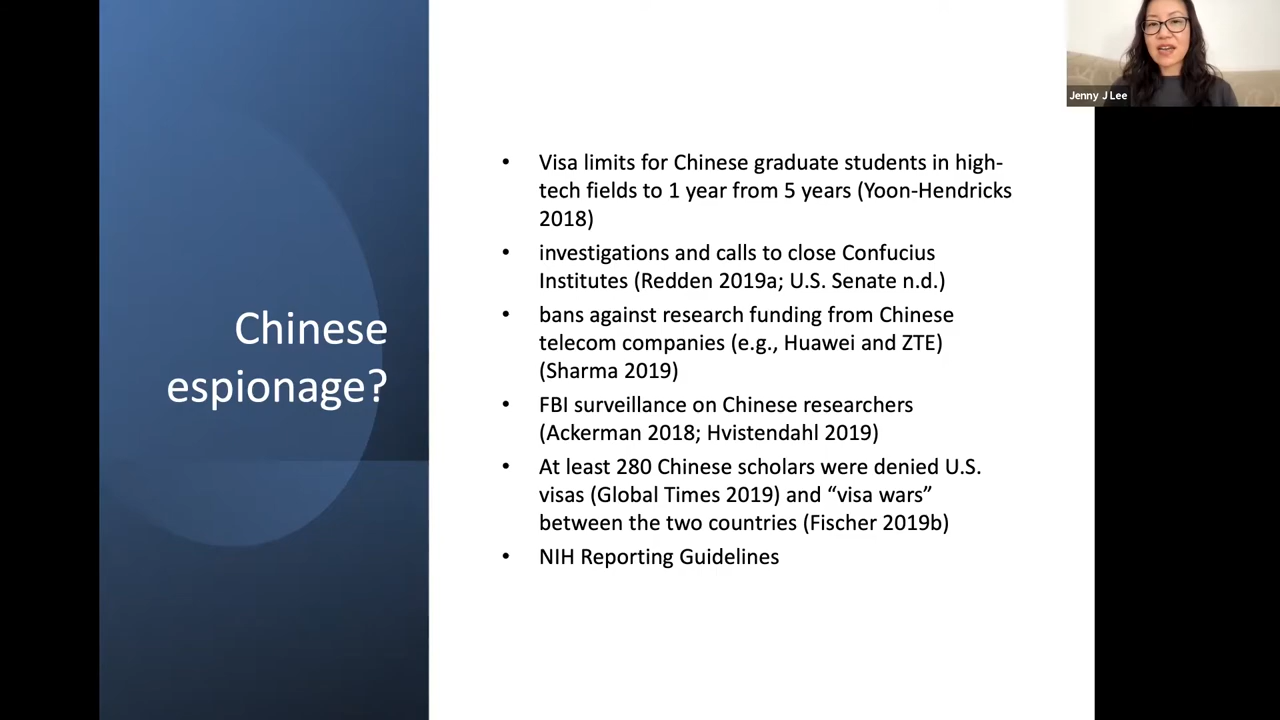 Jenny J Lee
Chinese
espionage?
• Visa limits for Chinese graduate students in high-
tech fields to 1 year from 5 years (Yoon-Hendricks
2018)
• investigations and calls to close Confucius
Institutes (Redden 2019a; U.S. Senate n.d.)
• bans against research funding from Chinese
telecom companies (e.g., Huawei and ZTE)
(Sharma 2019)
• FBI surveillance on Chinese researchers
(Ackerman 2018; Hvistendahl 2019)
• At least 280 Chinese scholars were denied U.S.
visas (Global Times 2019) and “visa wars”
between the two countries (Fischer 2019b)
• NIH Reporting Guidelines